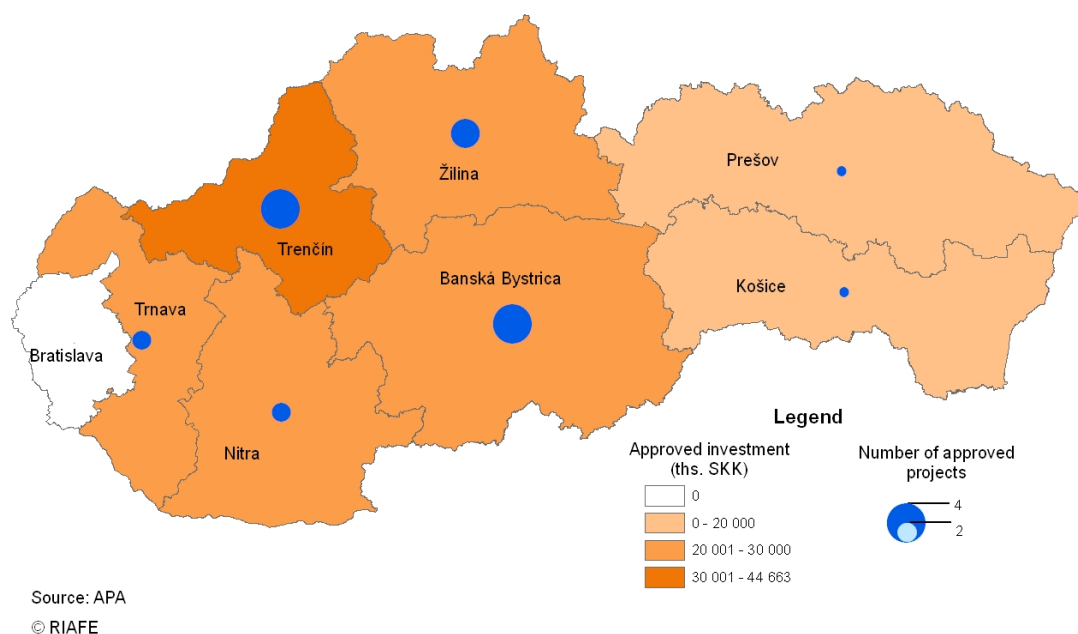 Žilina
Prešov
Trenčín
Banská Bystrica
Košice
Trnava
Bratislava
Nitra
Legend
Approved investment
(ths. SKK)
0
0 - 20 000
20 001 - 30 000
30 001 - 44 663
Number of approved
projects
4
2
Source: APA
© RIAFE